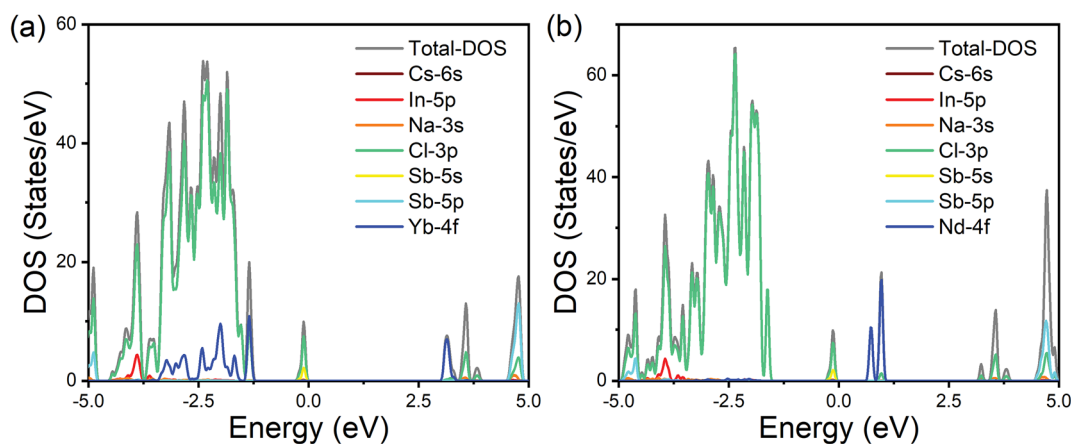 (a)
DOS (States/eV)
60
40
20
0
Total-DOS
Cs-6s
In-5p
Na-3s
Cl-3p
Sb-5s
Sb-5p
Yb-4f
-5.0
-2.5
0.0
2.5
5.0
Energy (eV)
(b)
DOS (States/eV)
60
40
20
0
Total-DOS
Cs-6s
In-5p
Na-3s
Cl-3p
Sb-5s
Sb-5p
Nd-4f
-5.0
-2.5
0.0
2.5
5.0
Energy (eV)